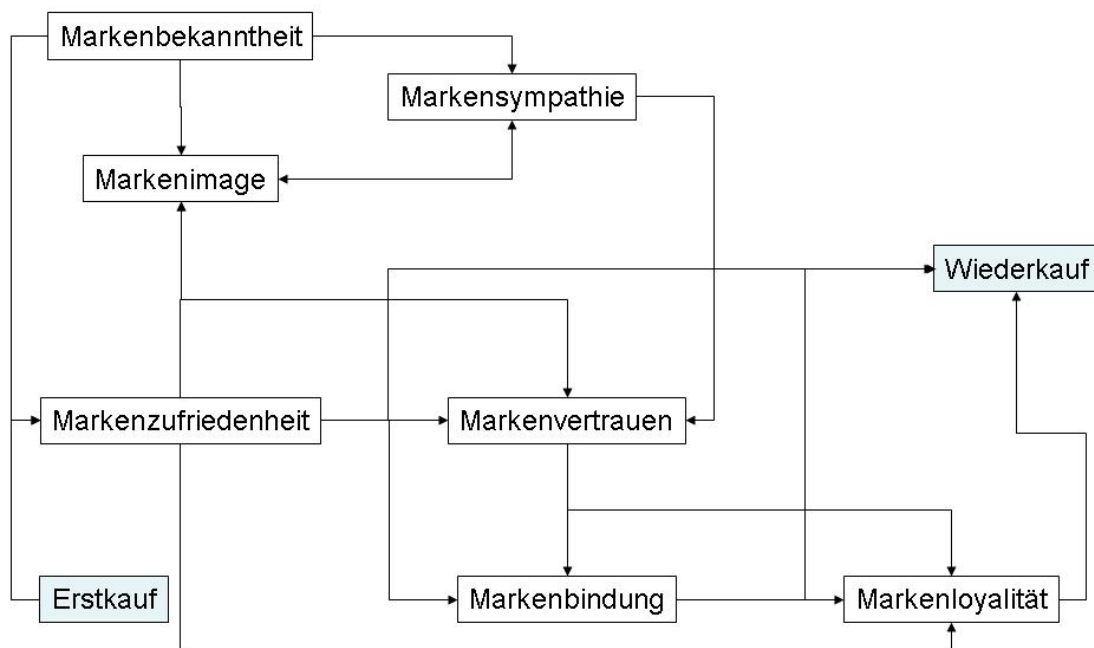 Markenbekanntheit
Markensympathie
Markenimage
Wiederkauf
Markenzufriedenheit
Markenvertrauen
Erstkauf
Markenbindung
Markenloyalität